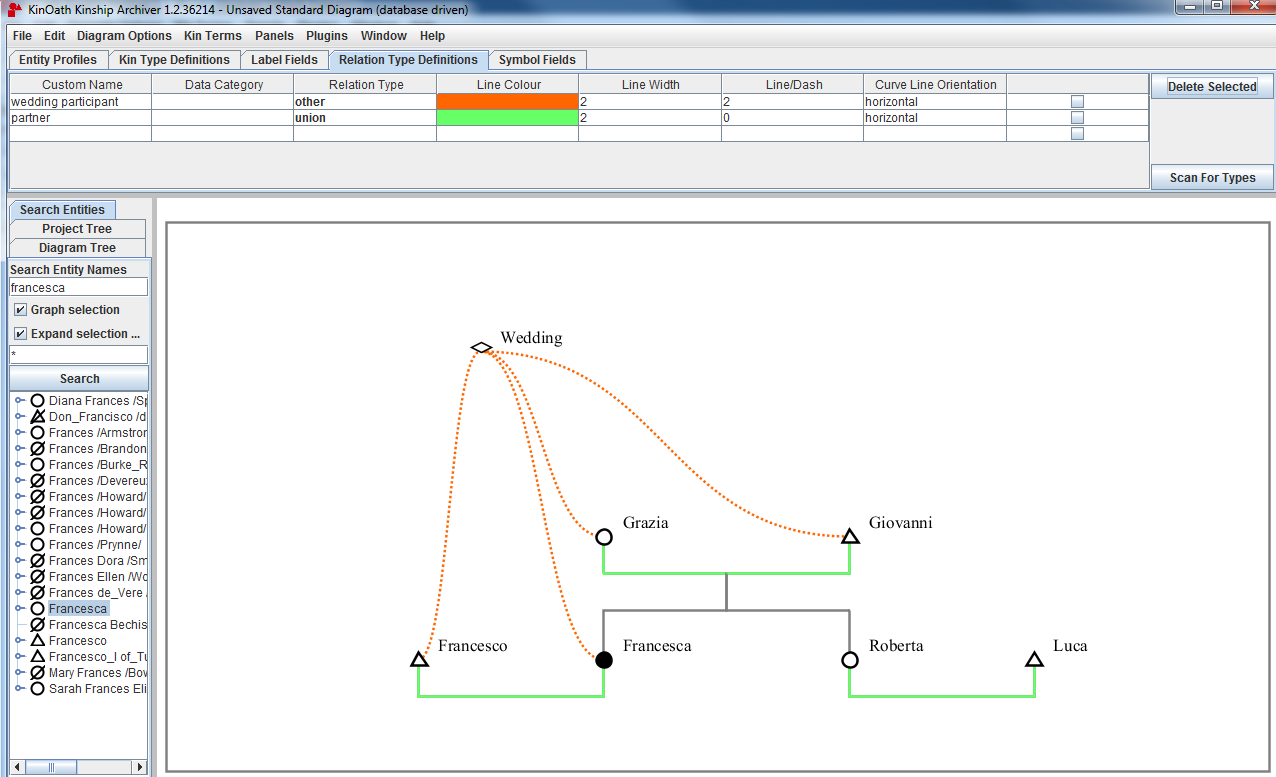 KinOath Kinship Archiver 1.2.36214 - Unsaved Standard Diagram (database driven)
File Edit Diagram Options Kin Terms Panels Plugins Window Help
Entity Profiles Kin Type Definitions Label Fields Relation Type Definitions Symbol Fields
Custom Name Data Category Relation Type Line Colour Line Width Line/Dash Curve Line Orientation
wedding participant other 2 2 horizontal
partner union 2 0 horizontal
Delete Selected
Scan For Types
Search Entities
Project Tree
Diagram Tree
Search Entity Names
francesca
Graph selection
Expand selection ...
*
Search
Diana Frances /Sp
Don_Francisco /d
Frances /Armstron
Frances /Brandon
Frances /Burke_R
Frances /Devereu
Frances /Howard/
Frances /Howard/
Frances /Howard/
Frances /Prynne/
Frances Dora /Sm
Frances Ellen /Wo
Frances de_Vere
Francesca
Francesca Bechis
Francesco
Francesco_I of_Tu
Mary Frances /Bow
Sarah Frances Eli
Wedding
Grazia
Giovanni
Francesco
Francesca
Roberta
Luca